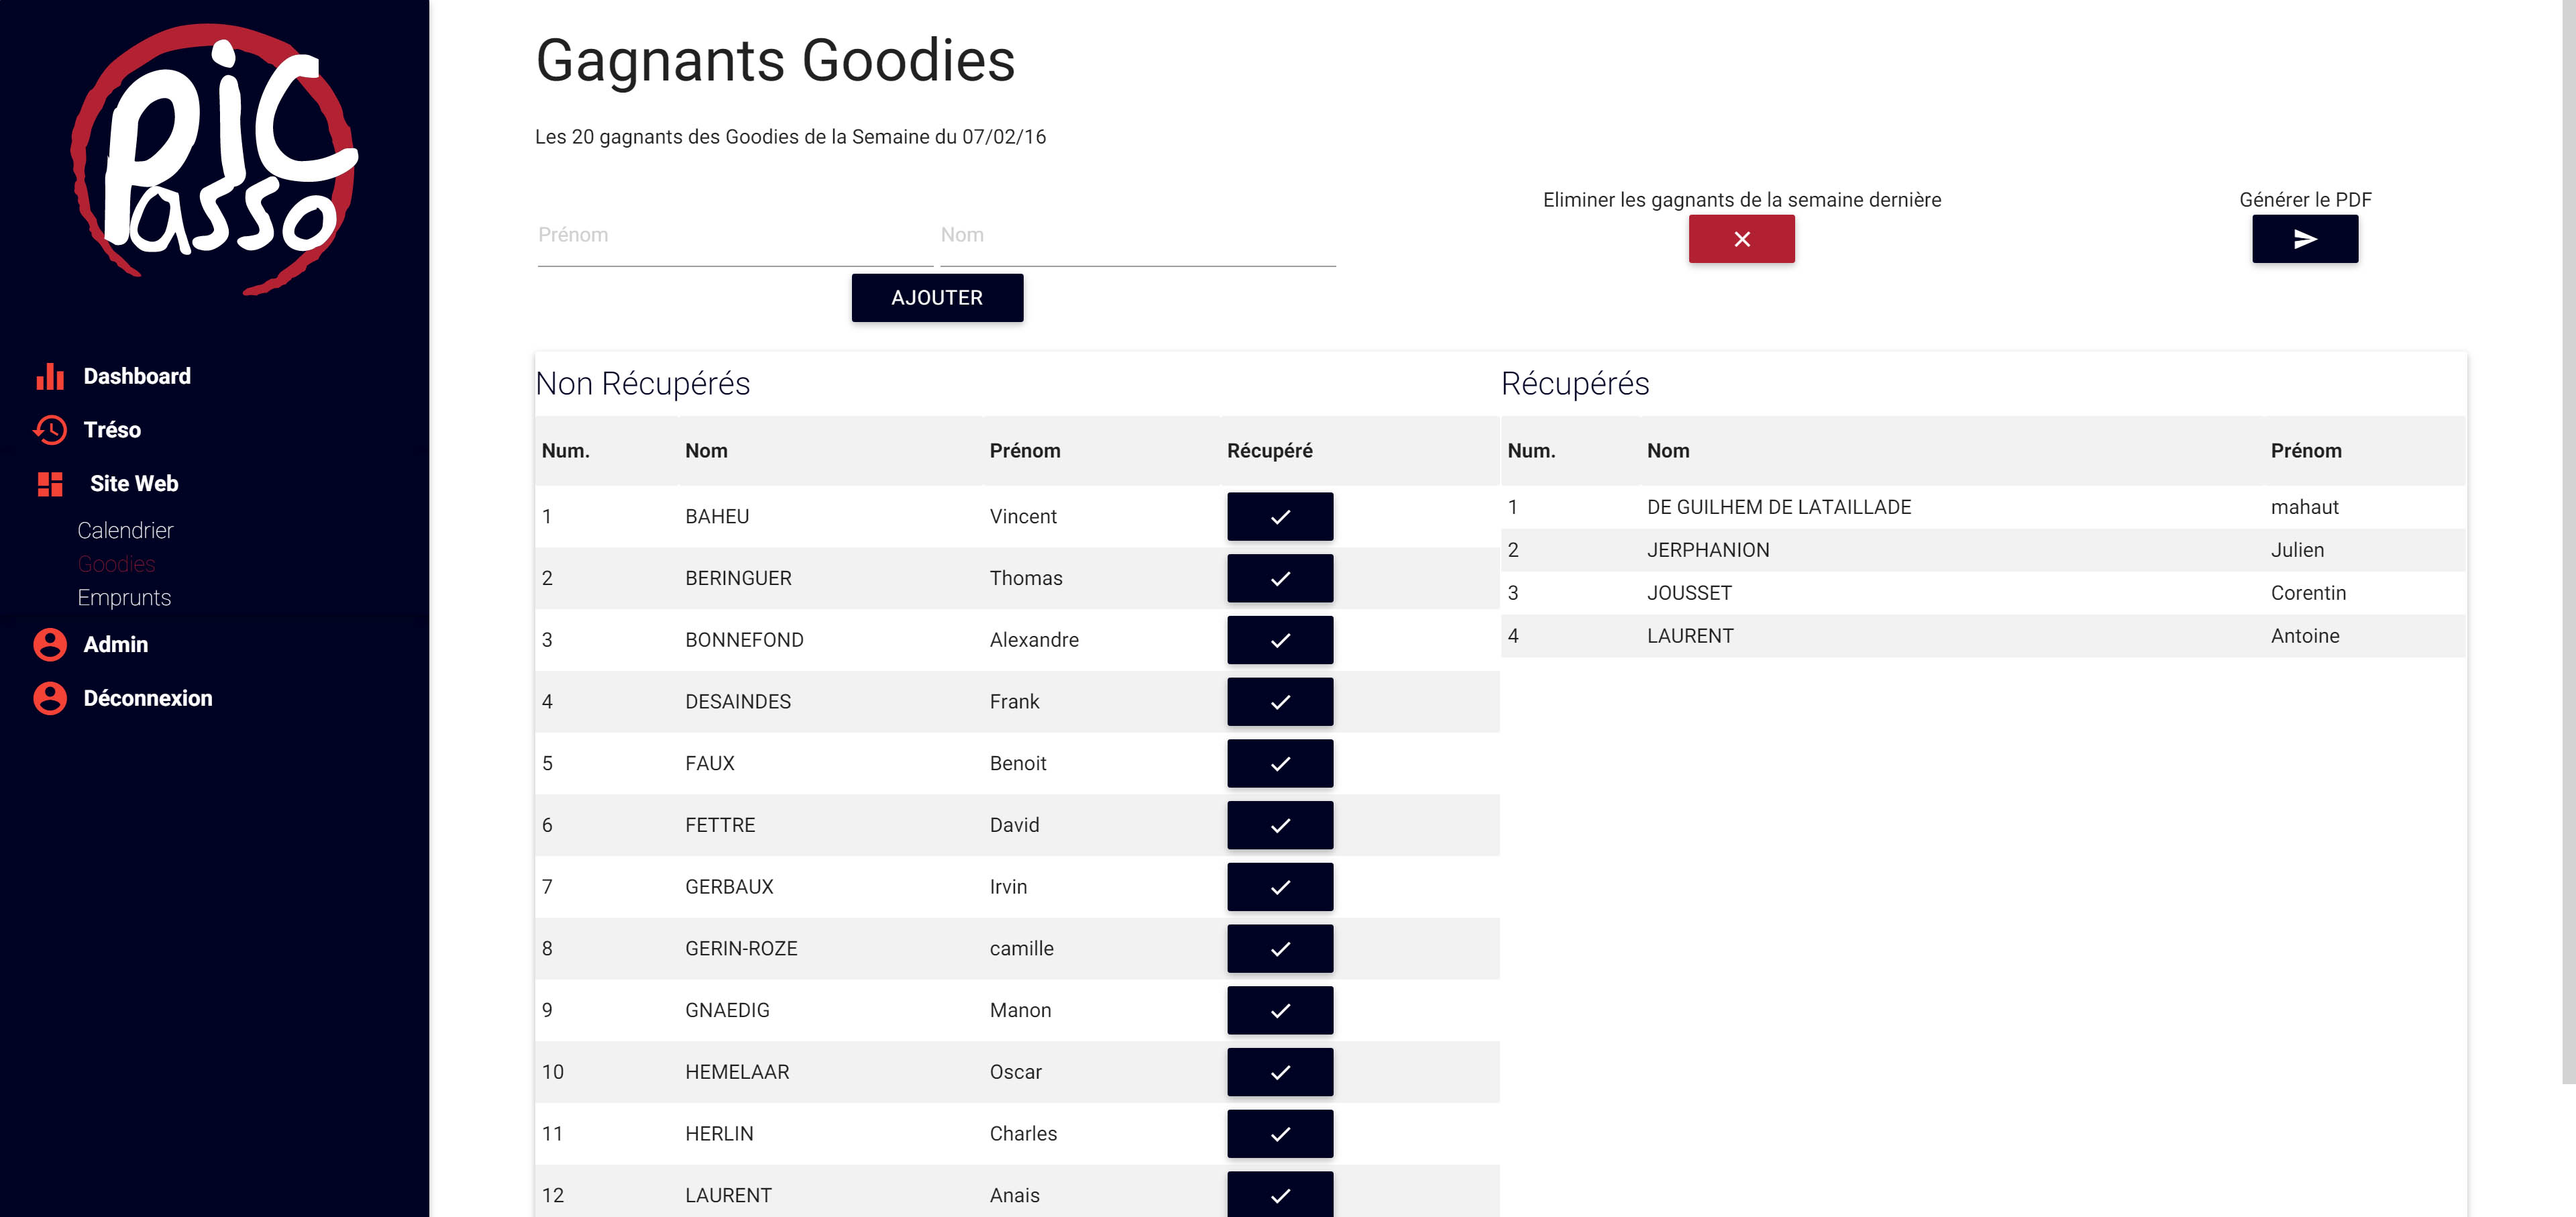 Pic
asso
Dashboard
Tréso
Site Web
Calendrier
Goodies
Emprunts
Admin
Déconnexion
Gagnants Goodies
Les 20 gagnants des Goodies de la Semaine du 07/02/16
Prénom Nom
AJOUTER
Eliminer les gagnants de la semaine dernière
Générer le PDF
Non Récupérés
Num. Nom Prénom Récupéré
1 BAHEU Vincent
2 BERINGUER Thomas
3 BONNEFOND Alexandre
4 DESAINDES Frank
5 FAUX Benoit
6 FETTRE David
7 GERBAUX Irvin
8 GERIN-ROZE camille
9 GNAEDIG Manon
10 HEMELAAR Oscar
11 HERLIN Charles
12 LAURENT Anais
Récupérés
Num. Nom Prénom
1 DE GUILHEM DE LATAILLADE mahaut
2 JERPHANION Julien
3 JOUSSET Corentin
4 LAURENT Antoine